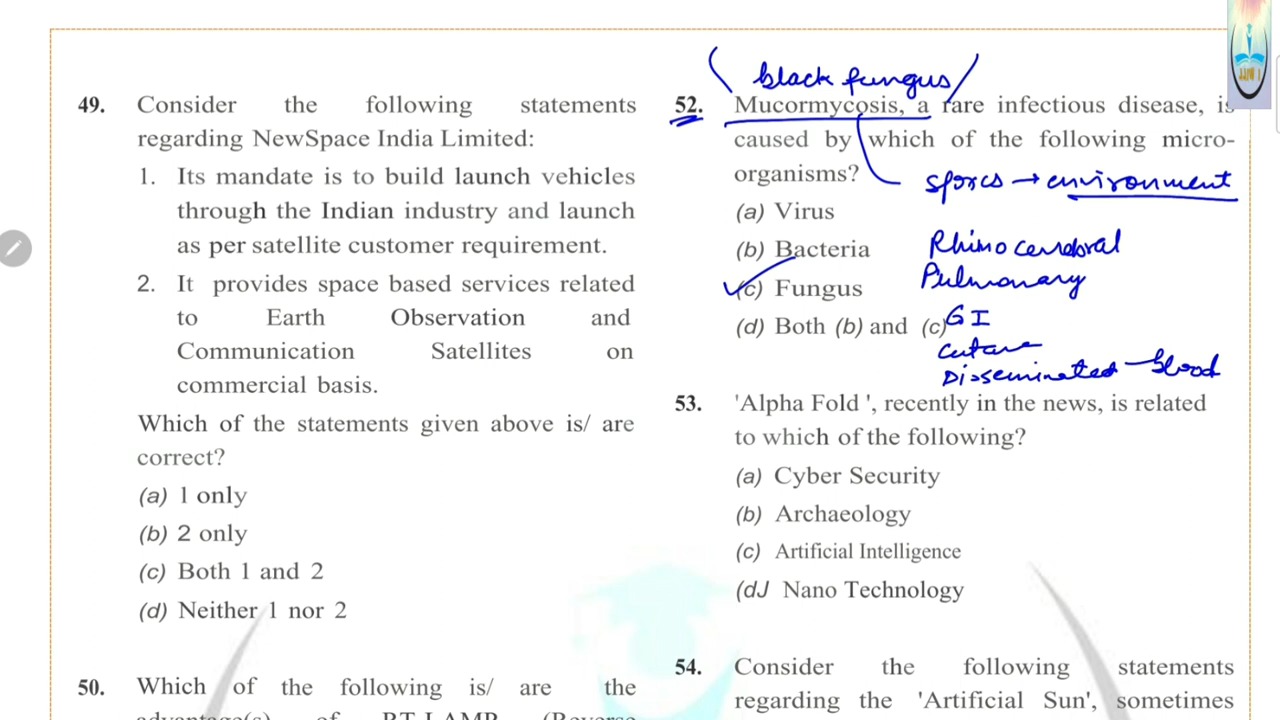 49. Consider the following statements
regarding NewSpace India Limited:
1. Its mandate is to build launch vehicles
through the Indian industry and launch
as per satellite customer requirement.
2. It provides space based services related
to Earth Observation and
Communication Satellites on
commercial basis.
Which of the statements given above is/ are
correct?
(a) 1 only
(b) 2 only
(c) Both 1 and 2
(d) Neither 1 nor 2
50. Which of the following is/ are the
(black fungus)
52. Mucormycosis, a rare infectious disease, is
caused by which of the following micro-
organisms?
spores → environment
(a) Virus
(b) Bacteria
Rhino cerebral
Pulmonary
(c) Fungus
(d) Both (b) and (c)
GI
Disseminated - blood
53. 'Alpha Fold ', recently in the news, is related
to which of the following?
(a) Cyber Security
(b) Archaeology
(c) Artificial Intelligence
(dJ Nano Technology
54. Consider the following statements
regarding the 'Artificial Sun', sometimes